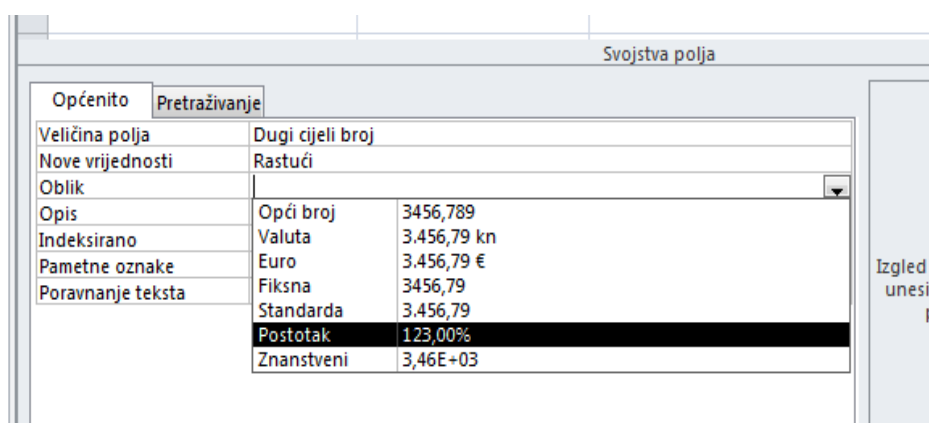 Svojstva polja
Općenito Pretraživanje
Veličina polja Dugi cijeli broj
Nove vrijednosti Rastući
Oblik
Opis Opći broj 3456,789
Indeksirano Valuta 3.456,79 kn
Pametne oznake Euro 3.456,79 €
Poravnanje teksta Fiksna 3456,79
Standarda 3.456,79
Postotak 123,00%
Znanstveni 3,46E+03
Izgled
unesi